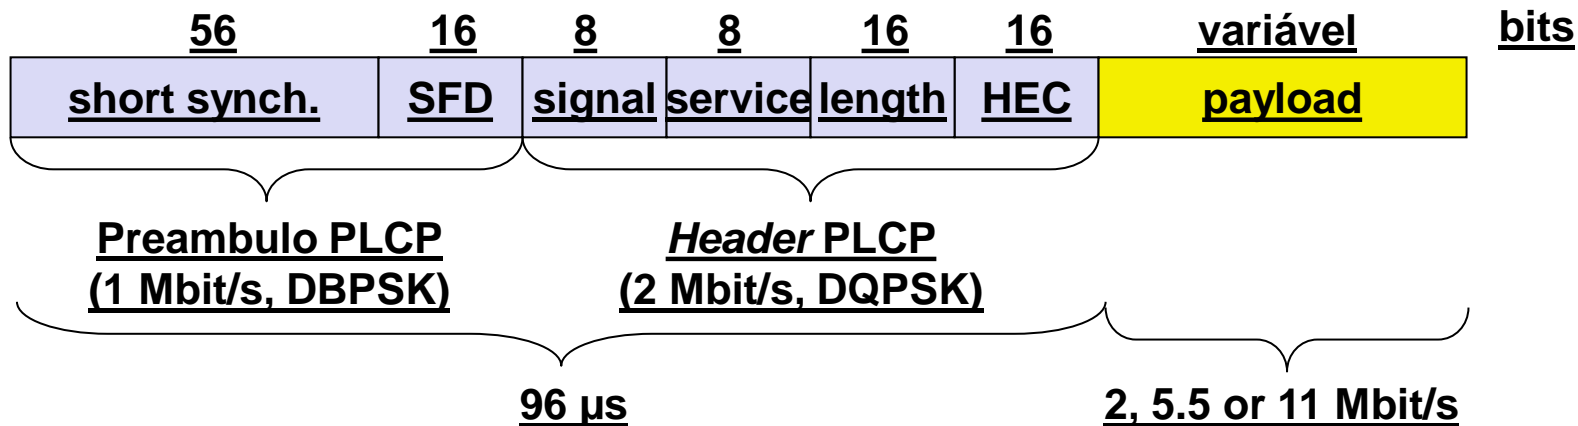 56 16 8 8 16 16 variável bits
short synch. SFD signal service length HEC payload
Preambulo PLCP
(1 Mbit/s, DBPSK)
Header PLCP
(2 Mbit/s, DQPSK)
96 µs
2, 5.5 or 11 Mbit/s